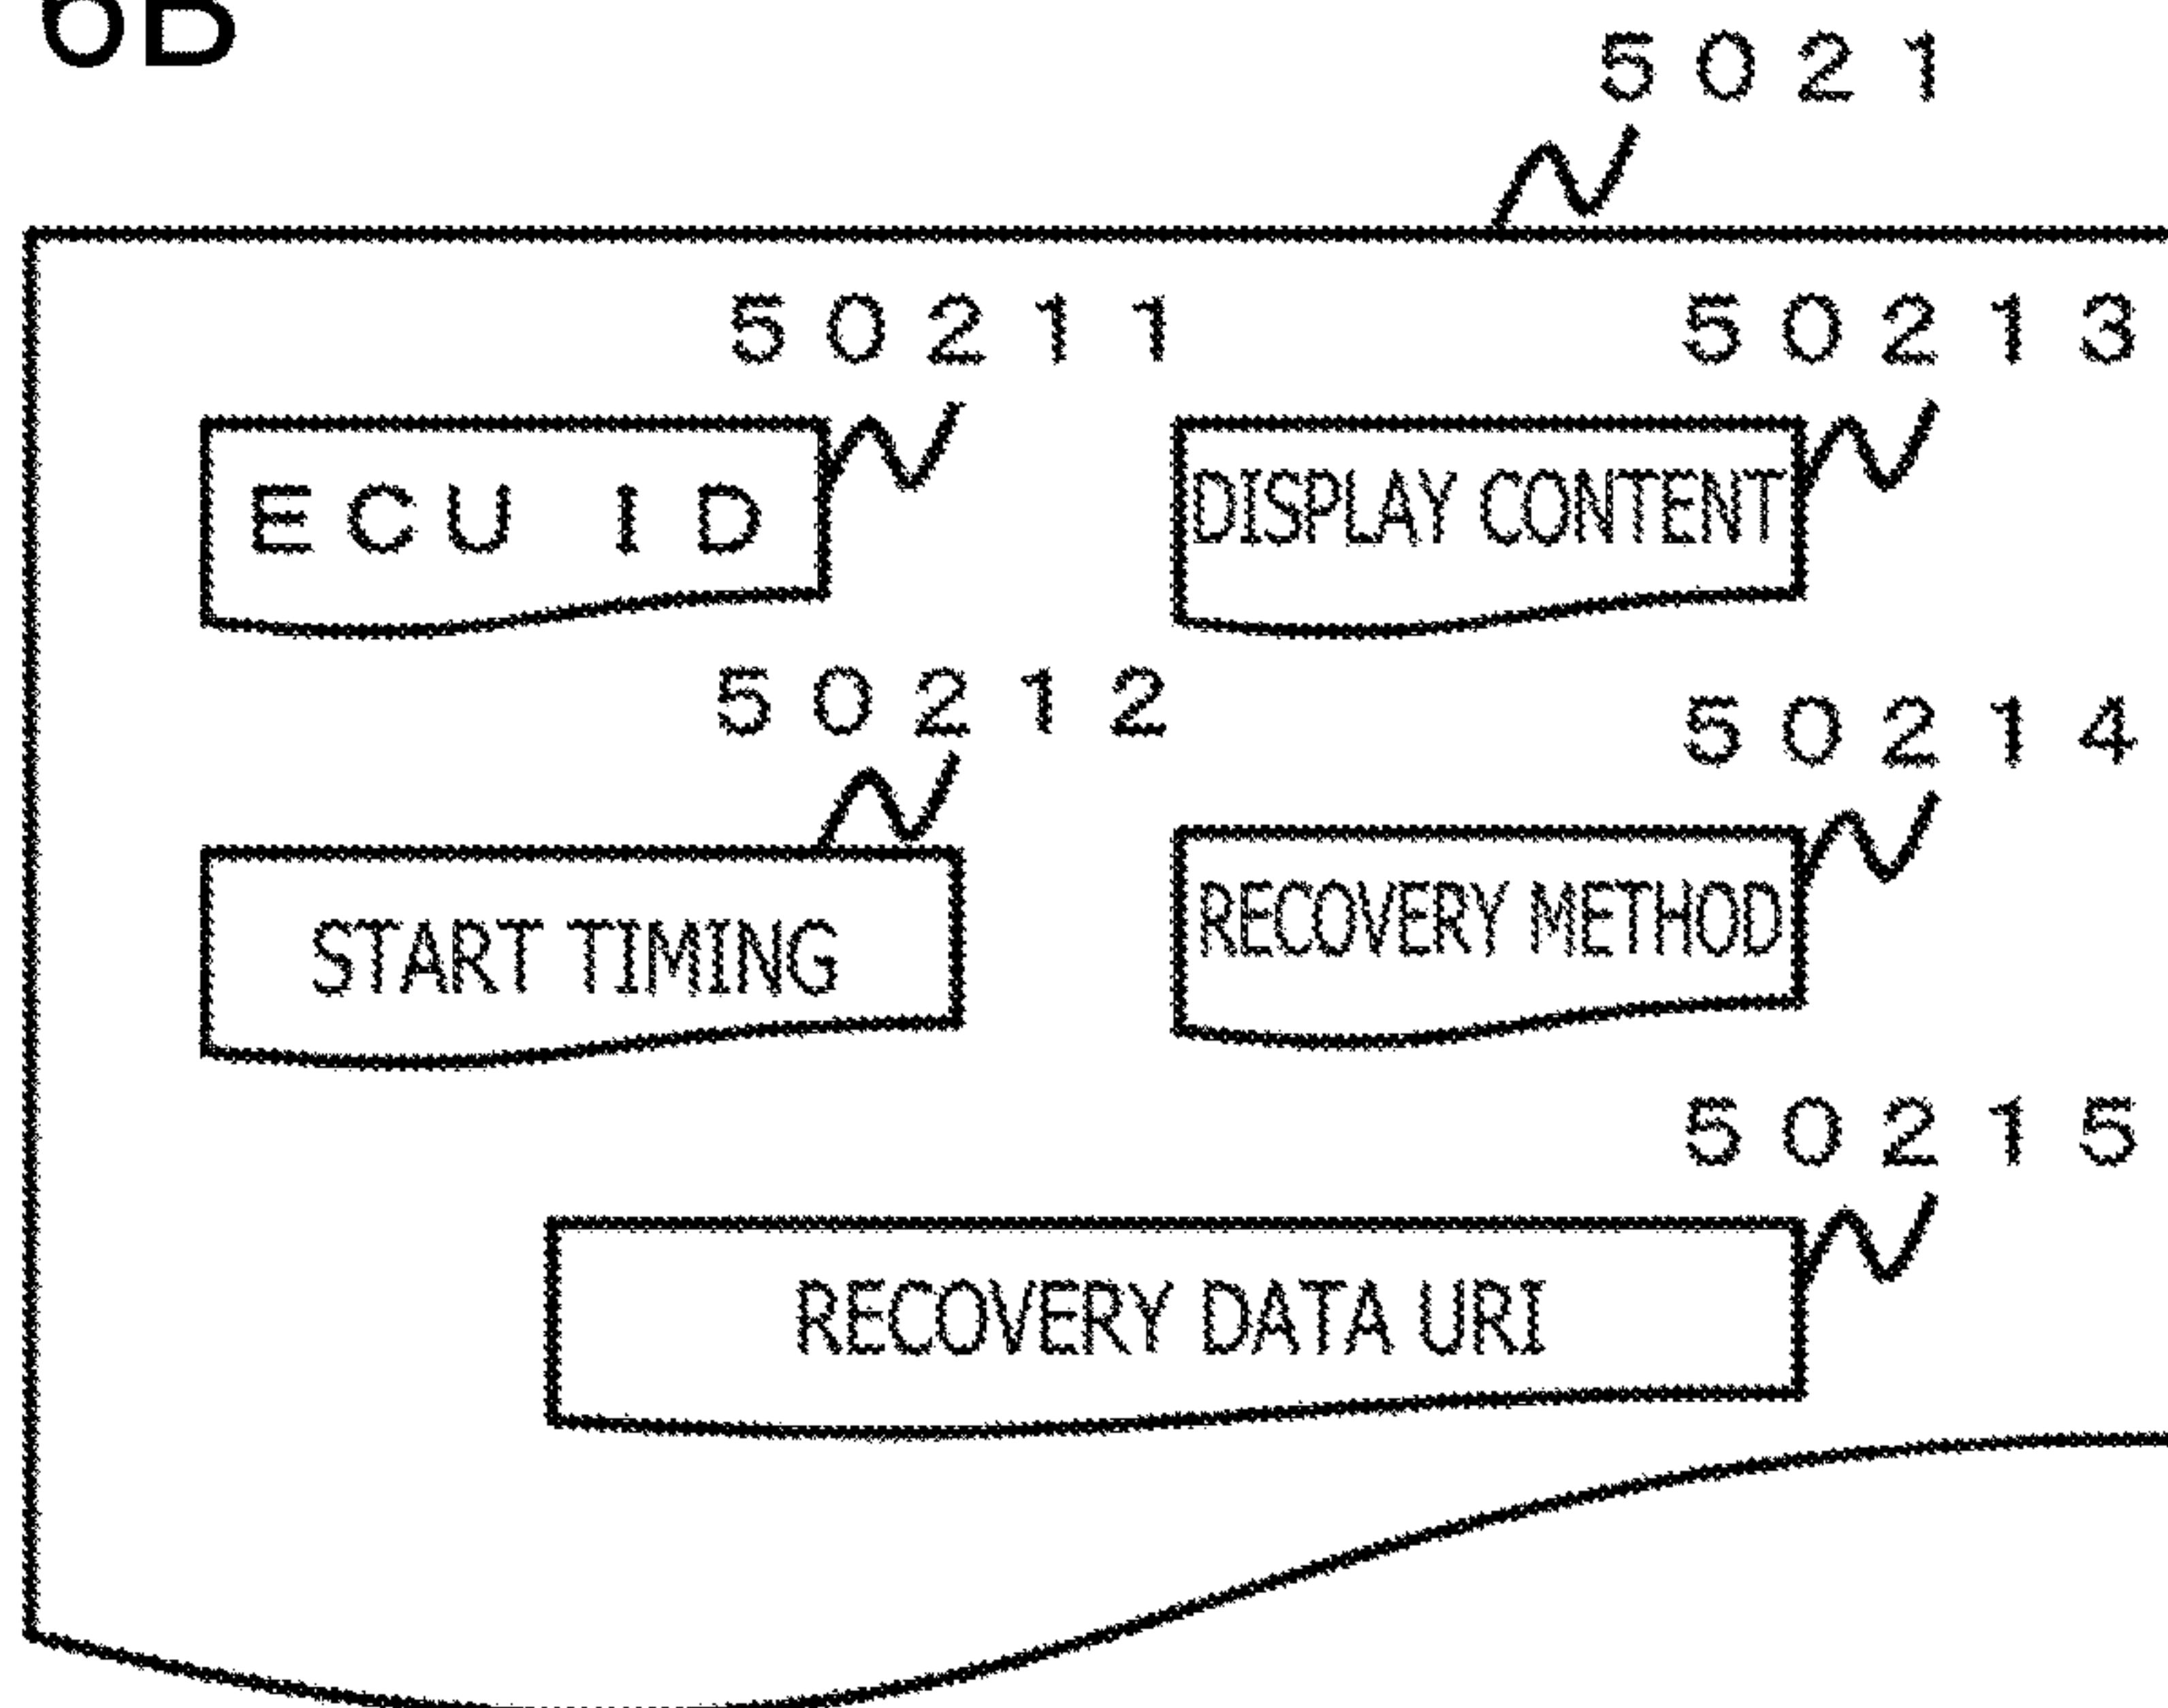 6B
5021
50211 50213
ECU ID DISPLAY CONTENT
50212 50214
START TIMING RECOVERY METHOD
50215
RECOVERY DATA URI